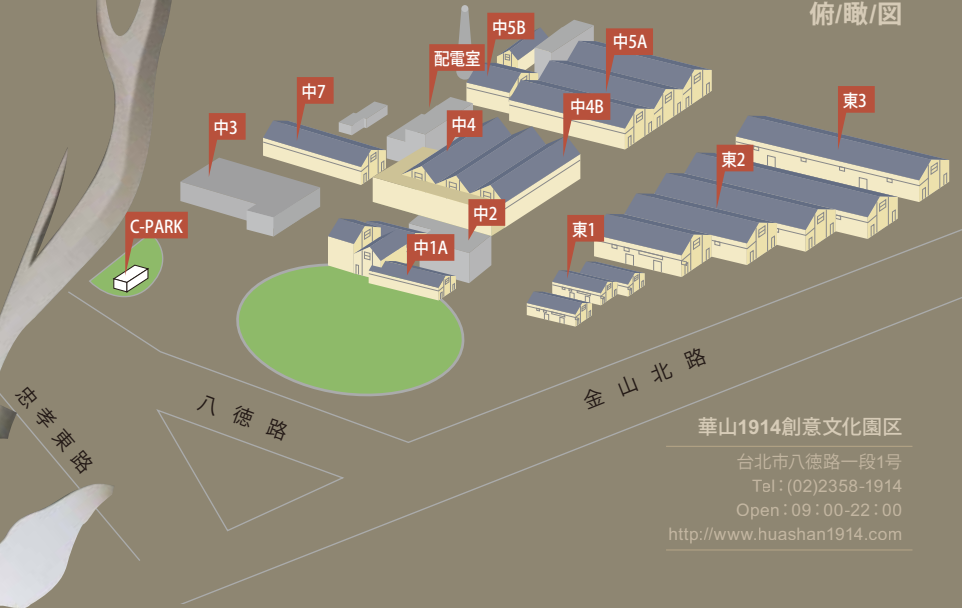 俯/瞰/図
中5B
中5A
配電室
中7
中4B
東3
中3
中4
東2
中2
C-PARK
東1
中1A
金山北路
八徳路
忠孝東路
華山1914創意文化園区
台北市八徳路一段1号
Tel：(02)2358-1914
Open：09：00-22：00
http://www.huashan1914.com